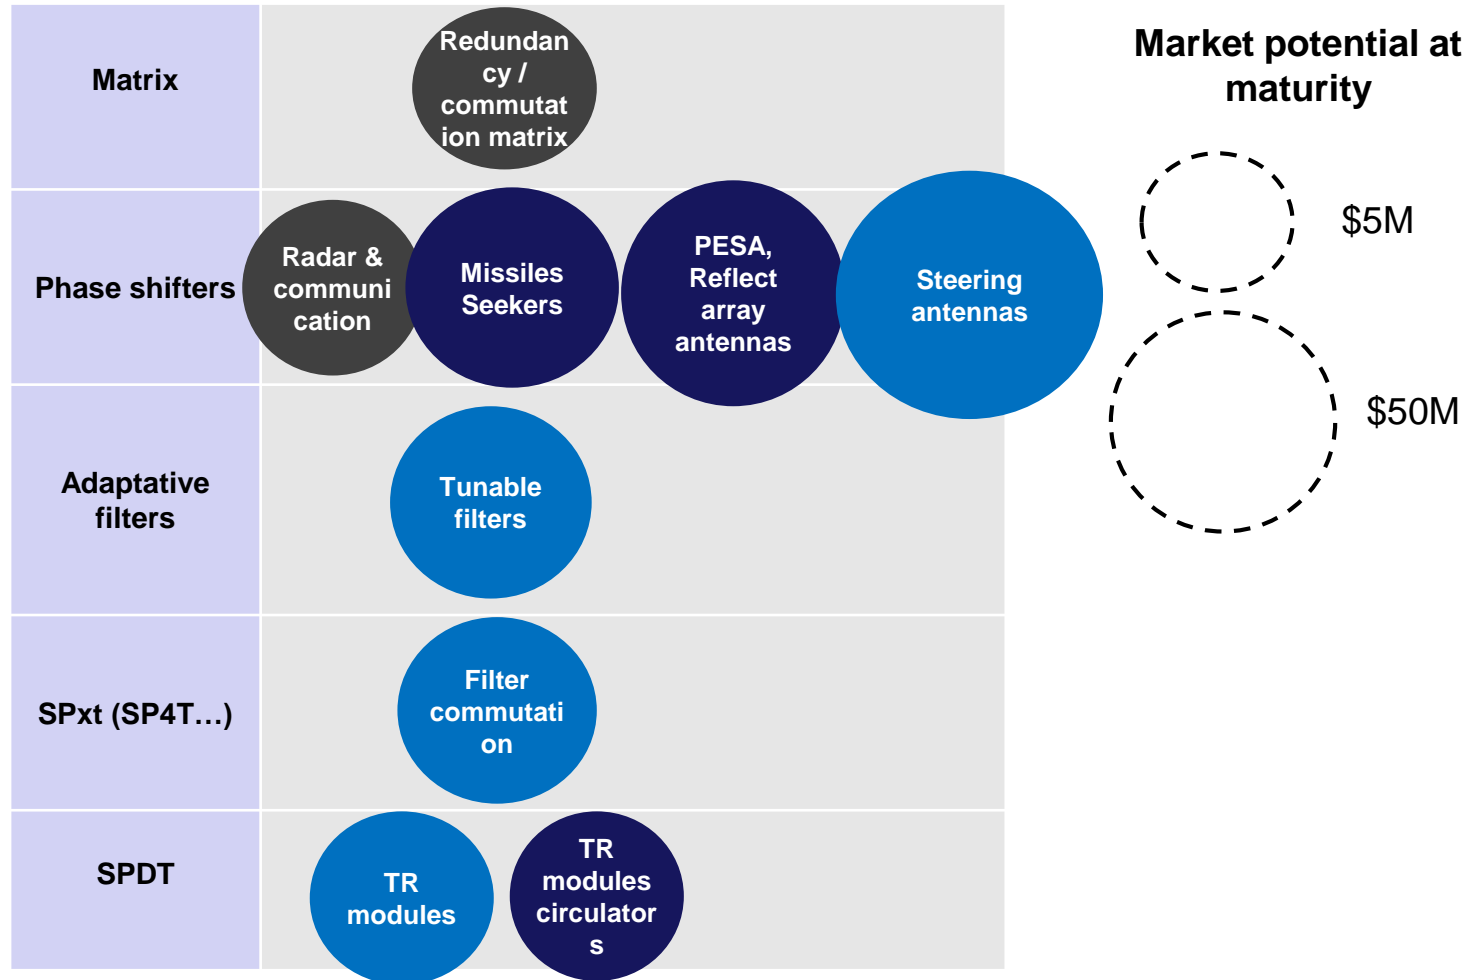 Market potential at
maturity
Matrix
Redundan
cy /
commutat
ion matrix
$5M
Phase shifters
Radar &
communi
cation
Missiles
Seekers
PESA,
Reflect
array
antennas
Steering
antennas
$50M
Adaptative
filters
Tunable
filters
SPxt (SP4T…)
Filter
commutati
on
SPDT
TR
modules
TR
modules
circulator
s